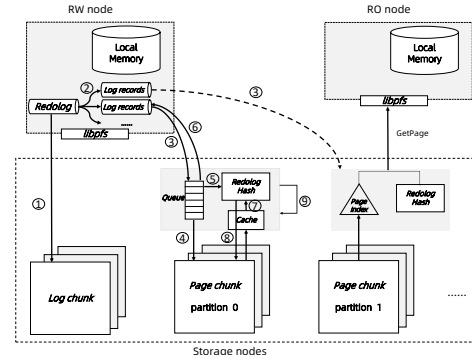 RW node
RO node
Local
Memory
Local
Memory
②
Log records
③
Redolog
Log records
......
libpfs
libpfs
③
⑥
GetPage
①
Queue
⑤
Redolog
Hash
⑦
⑨
Cache
Page
Index
Redolog
Hash
④
⑧
Log chunk
Page chunk
partition 0
Page chunk
partition 1
......
Storage nodes